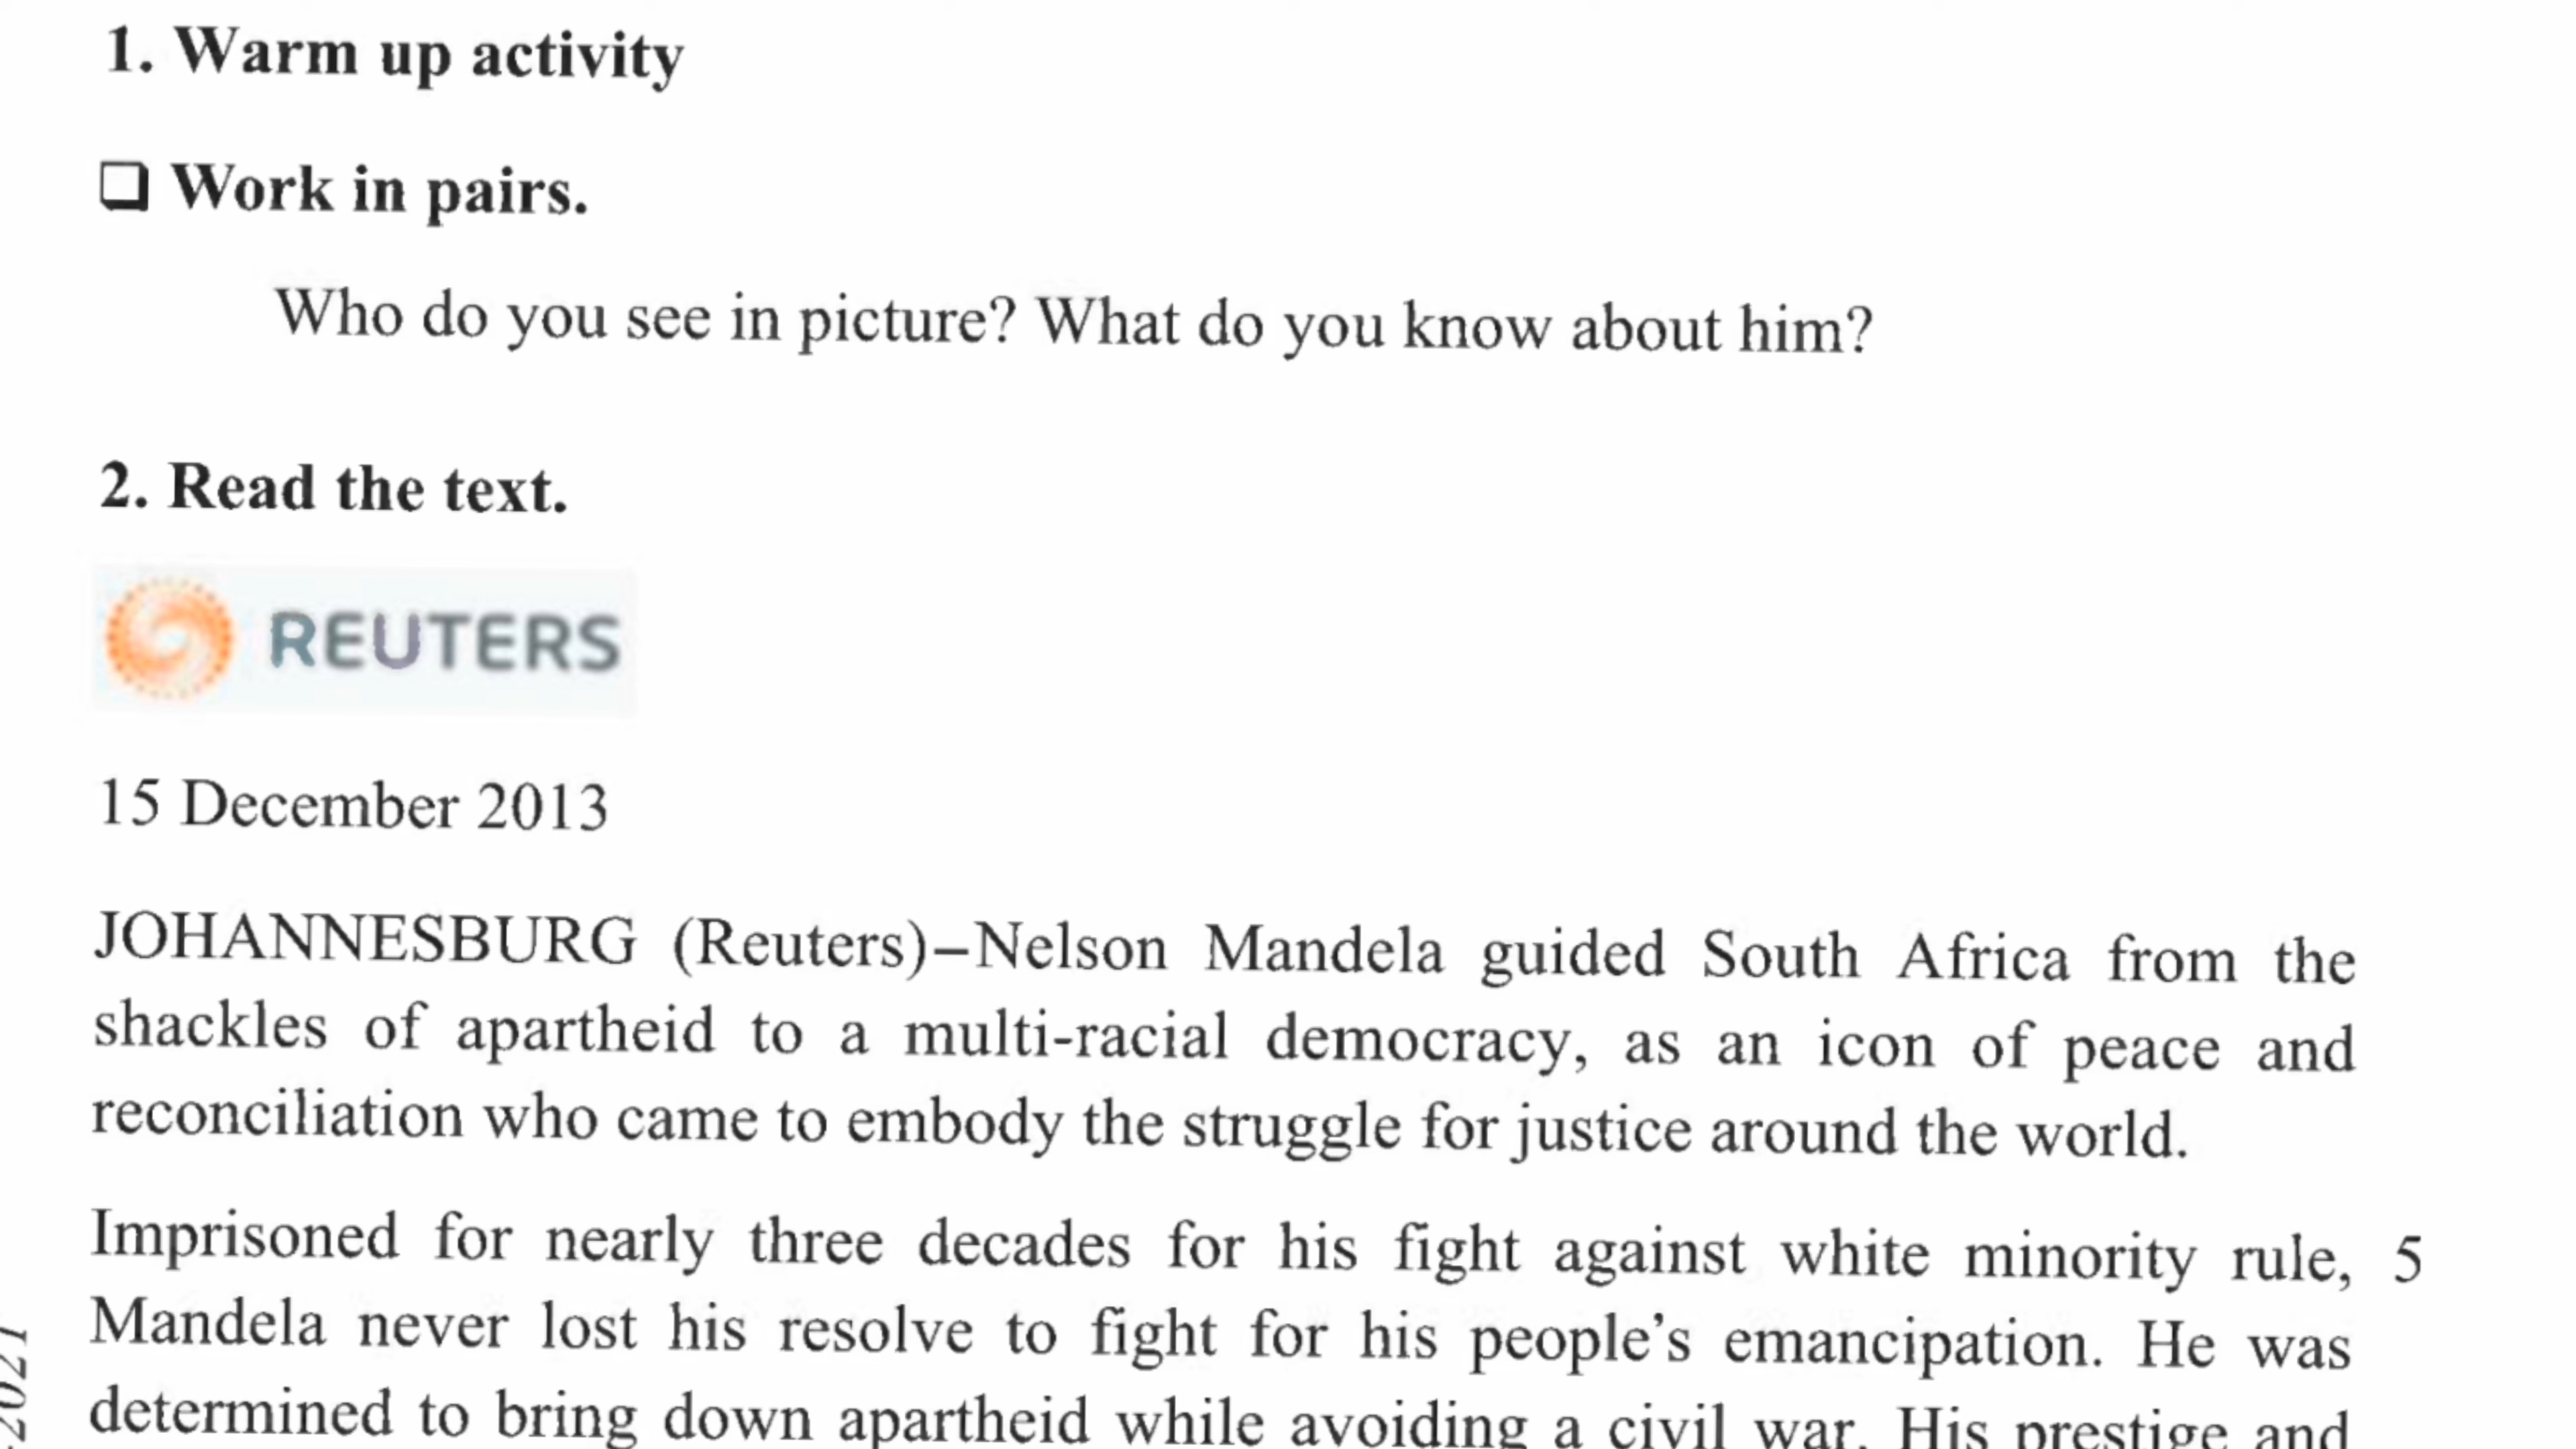 1. Warm up activity
❑ Work in pairs.
Who do you see in picture? What do you know about him?
2. Read the text.
REUTERS
15 December 2013
JOHANNESBURG (Reuters)–Nelson Mandela guided South Africa from the
shackles of apartheid to a multi-racial democracy, as an icon of peace and
reconciliation who came to embody the struggle for justice around the world.
Imprisoned for nearly three decades for his fight against white minority rule, 5
Mandela never lost his resolve to fight for his people's emancipation. He was
determined to bring down apartheid while avoiding a civil war. His prestige and
2021